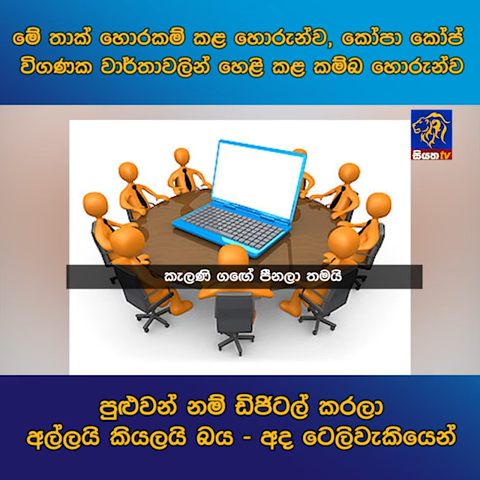 මේ තාක් හොරකම් කළ හොරුන්ව, කෝපා කෝප්
විගණක වාර්තාවලින් හෙළි කළ කම්බ හොරුන්ව
සියත tv
කැලණි ගඟේ පීනලා තමයි
පුළුවන් නම් ඩිජිටල් කරලා
අල්ලයි කියලයි බය - අද ටෙලිවැකියෙන්